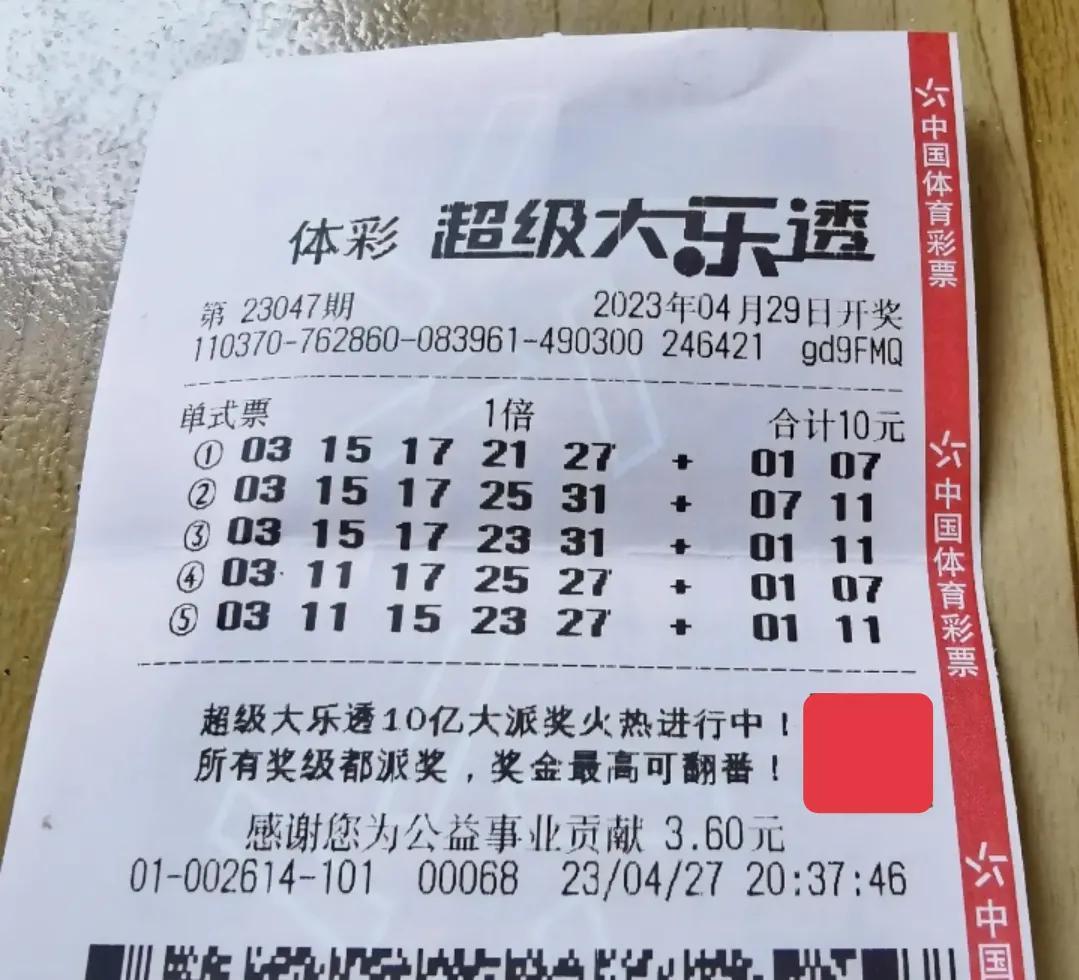 体彩 超级大乐透
第 23047期 2023年04月29日开奖
110370-762860-083961-490300 246421 gd9FMQ
单式票 1倍 合计10元
① 03 15 17 21 27 + 01 07
② 03 15 17 25 31 + 07 11
③ 03 15 17 23 31 + 01 11
④ 03 11 17 25 27 + 01 07
⑤ 03 11 15 23 27 + 01 11
超级大乐透10亿大派奖火热进行中！
所有奖级都派奖，奖金最高可翻番！
感谢您为公益事业贡献 3.60元
01-002614-101 00068 23/04/27 20:37:46
中国体育彩票
中国体育彩票
中国